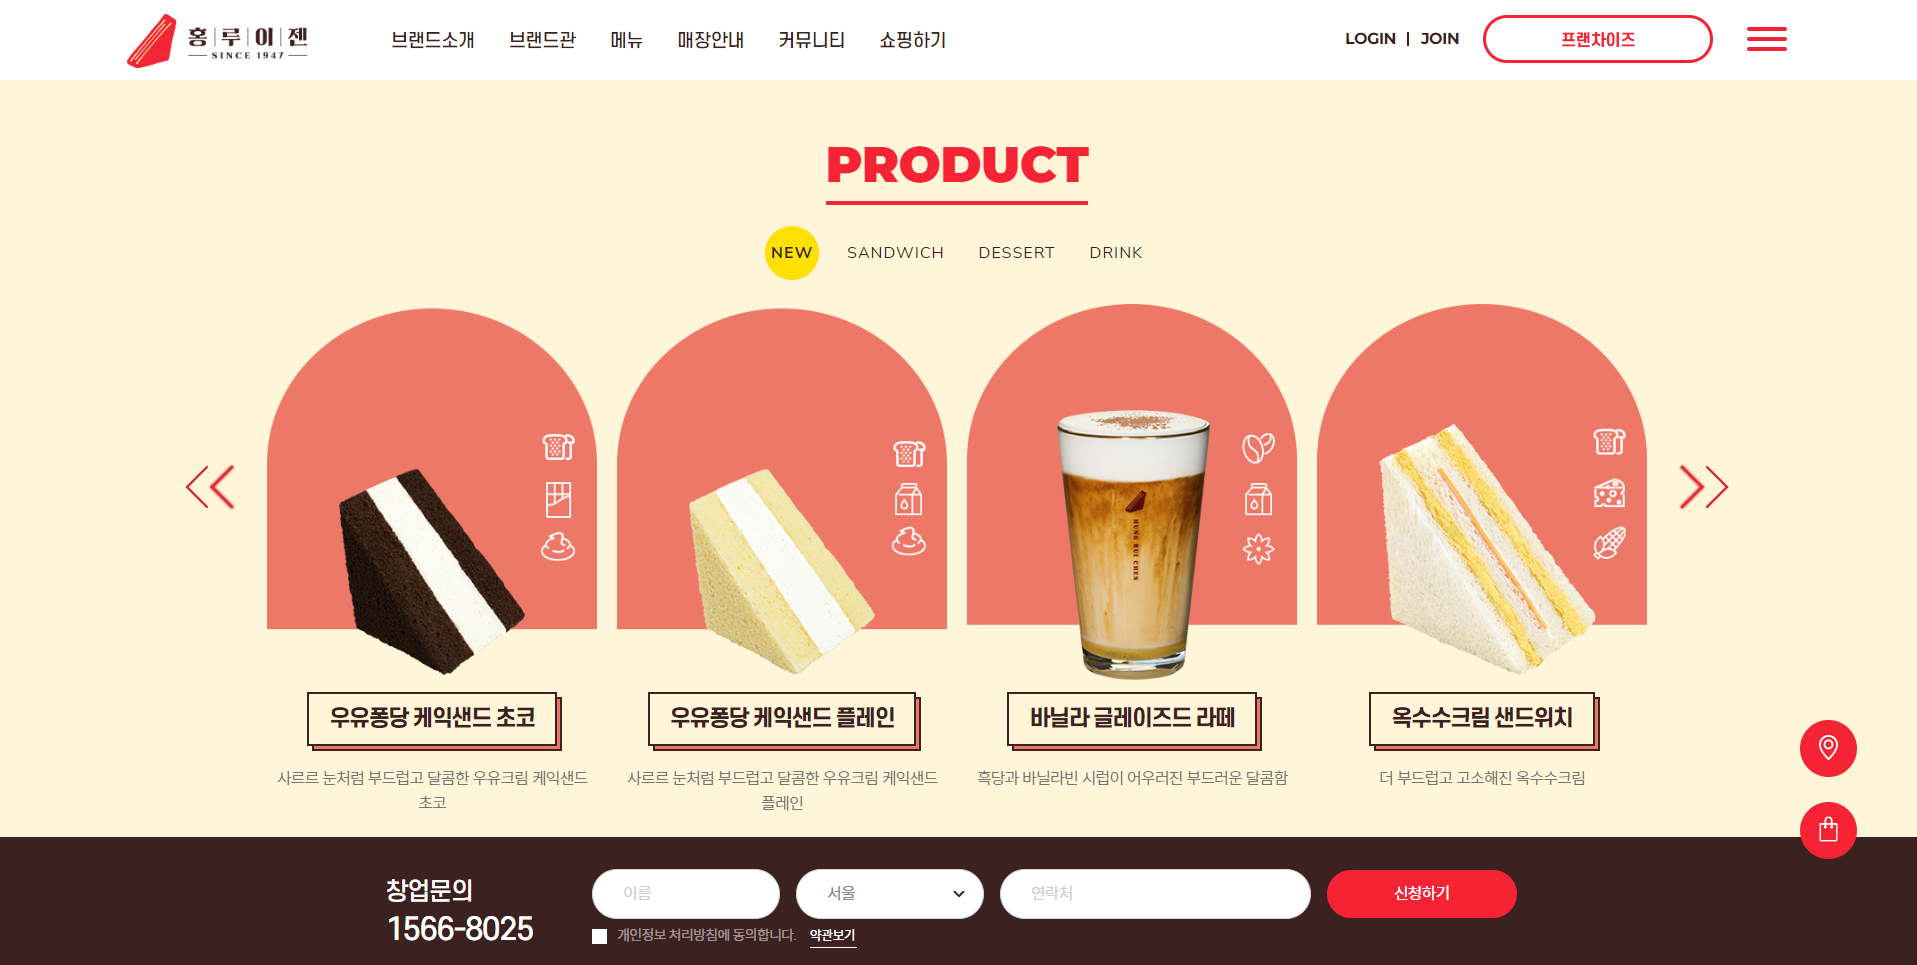 홍루이젠
SINCE 1947
브랜드소개 브랜드관 메뉴 매장안내 커뮤니티 쇼핑하기
LOGIN | JOIN
프랜차이즈
PRODUCT
NEW SANDWICH DESSERT DRINK
HUNG RUI CHEN
우유퐁당 케익샌드 초코
사르르 눈처럼 부드럽고 달콤한 우유크림 케익샌드
초코
우유퐁당 케익샌드 플레인
사르르 눈처럼 부드럽고 달콤한 우유크림 케익샌드
플레인
바닐라 글레이즈드 라떼
흑당과 바닐라빈 시럽이 어우러진 부드러운 달콤함
옥수수크림 샌드위치
더 부드럽고 고소해진 옥수수크림
창업문의
1566-8025
이름
서울
연락처
신청하기
개인정보 처리방침에 동의합니다. 약관보기